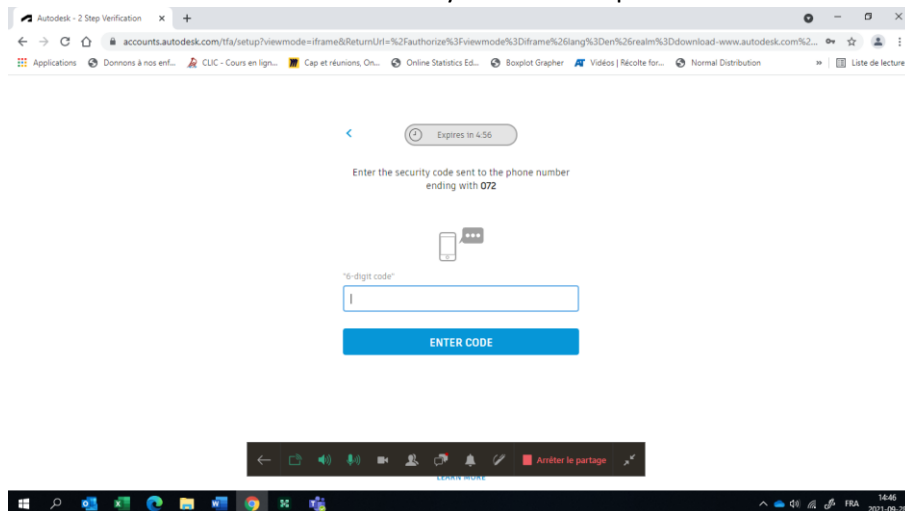 Autodesk - 2 Step Verification
accounts.autodesk.com/tfa/setup?viewmode=iframe&ReturnUrl=%2Fauthorize%3Fviewmode%3Diframe%26lang%3Den%26realm%3Ddownload-www.autodesk.com%2...
Applications Donnons à nos enf... CLIC - Cours en lign... Cap et réunions, On... Online Statistics Ed... Boxplot Grapher Vidéos | Récolte for... Normal Distribution » Liste de lecture
Expires in 4:56
Enter the security code sent to the phone number
ending with 072
"6-digit code"
ENTER CODE
Arrêter le partage
LEARN MORE
FRA
14:46